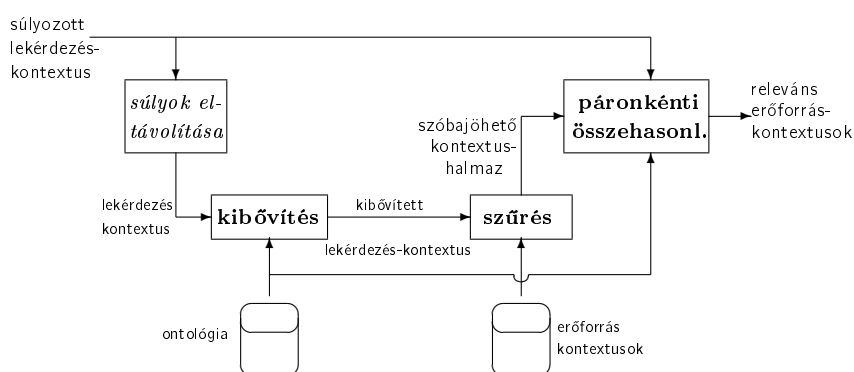 súlyozott
lekérdezés-
kontextus
súlyok el-
távolítása
páronkénti
összehasonl.
releváns
erőforrás-
kontextusok
szóbajöhető
kontextus-
halmaz
lekérdezés
kontextus
kibővítés
kibővített
lekérdezés-kontextus
szűrés
ontológia
erőforrás
kontextusok